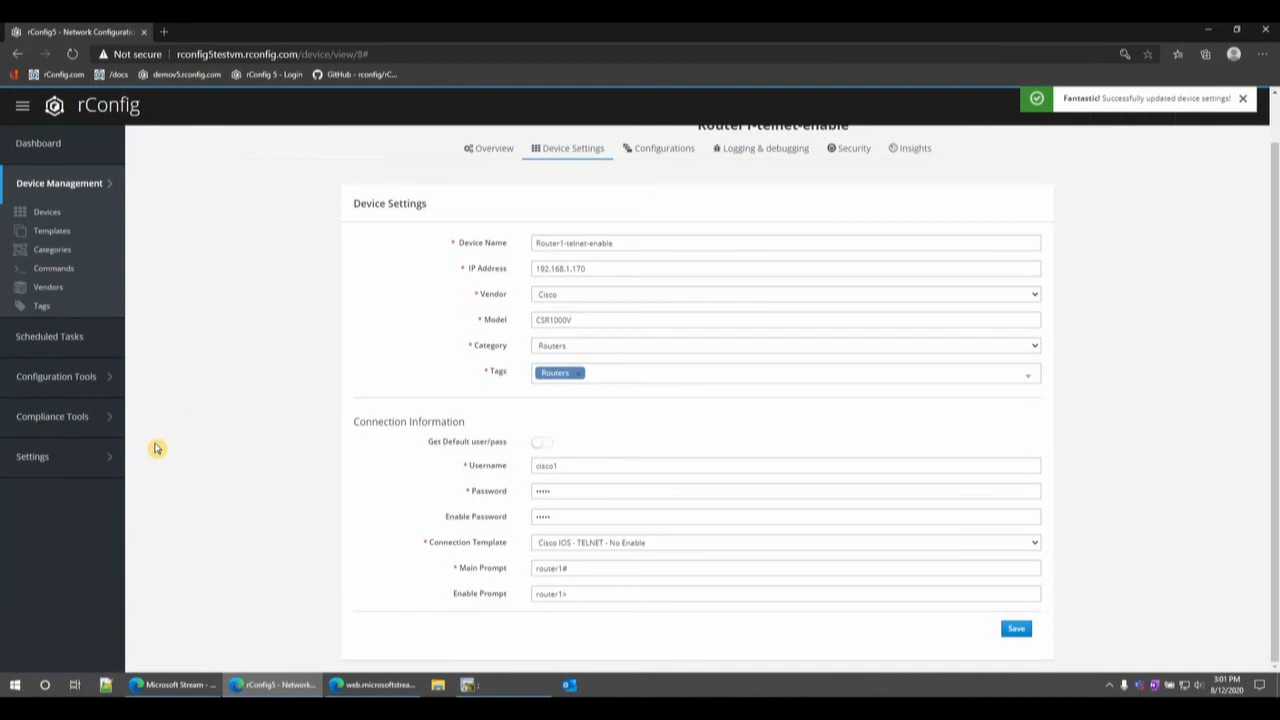 rConfig5 - Network Configuratic
Not secure
rconfig5testvm.rconfig.com/device/view/8#
rConfig.com
/docs
demov5.rconfig.com
rConfig 5 - Login
GitHub - rconfig/rC...
rConfig
Fantastic! Successfully updated device settings!
Router1-telnet-enable
Dashboard
Device Management
Devices
Templates
Categories
Commands
Vendors
Tags
Scheduled Tasks
Configuration Tools
Compliance Tools
Settings
Overview
Device Settings
Configurations
Logging & debugging
Security
Insights
Device Settings
* Device Name Router1-telnet-enable
* IP Address 192.168.1.170
* Vendor Cisco
* Model CSR1000V
* Category Routers
* Tags Routers
Connection Information
Get Default user/pass
* Username cisco1
* Password •••••
Enable Password •••••
* Connection Template Cisco IOS - TELNET - No Enable
* Main Prompt router1#
Enable Prompt router1>
Save
Microsoft Stream - ...
rConfig5 - Network...
web.microsoftstrea...
3:01 PM
8/12/2020